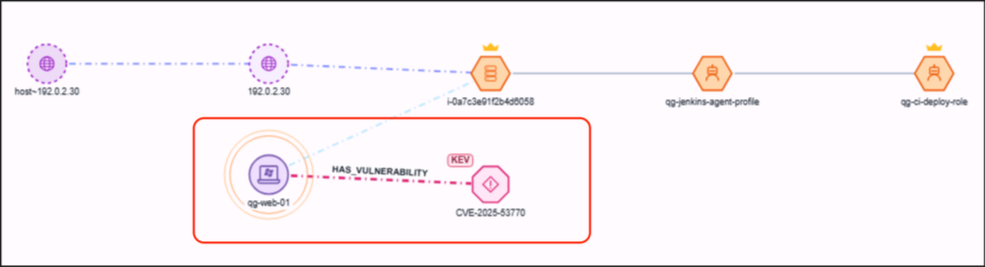 host~192.0.2.30
192.0.2.30
i-0a7c3e91f2b4d6058
qg-jenkins-agent-profile
qg-ci-deploy-role
KEV
HAS_VULNERABILITY
qg-web-01
CVE-2025-53770